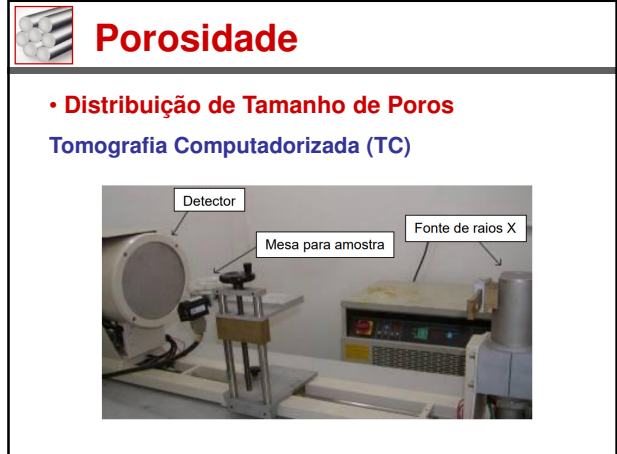 Porosidade
• Distribuição de Tamanho de Poros
Tomografia Computadorizada (TC)
Detector
Mesa para amostra
Fonte de raios X